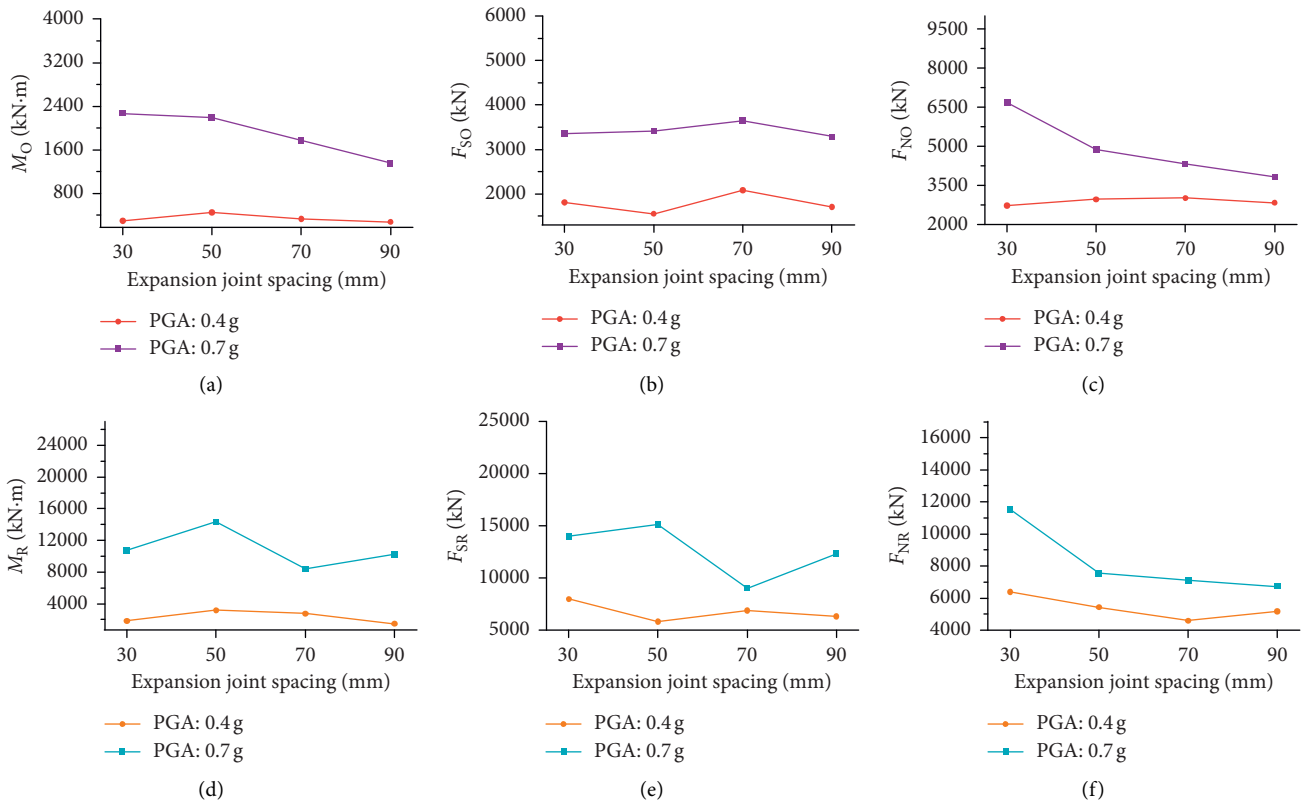 4000
3200
2400
1600
800
M_O (kN·m)
30 50 70 90
Expansion joint spacing (mm)
PGA: 0.4 g
PGA: 0.7 g
(a)
6000
5000
4000
3000
2000
F_SO (kN)
30 50 70 90
Expansion joint spacing (mm)
PGA: 0.4 g
PGA: 0.7 g
(b)
9500
8000
6500
5000
3500
2000
F_NO (kN)
30 50 70 90
Expansion joint spacing (mm)
PGA: 0.4 g
PGA: 0.7 g
(c)
24000
20000
16000
12000
8000
4000
M_R (kN·m)
30 50 70 90
Expansion joint spacing (mm)
PGA: 0.4 g
PGA: 0.7 g
(d)
25000
20000
15000
10000
5000
F_SR (kN)
30 50 70 90
Expansion joint spacing (mm)
PGA: 0.4 g
PGA: 0.7 g
(e)
16000
14000
12000
10000
8000
6000
4000
F_NR (kN)
30 50 70 90
Expansion joint spacing (mm)
PGA: 0.4 g
PGA: 0.7 g
(f)